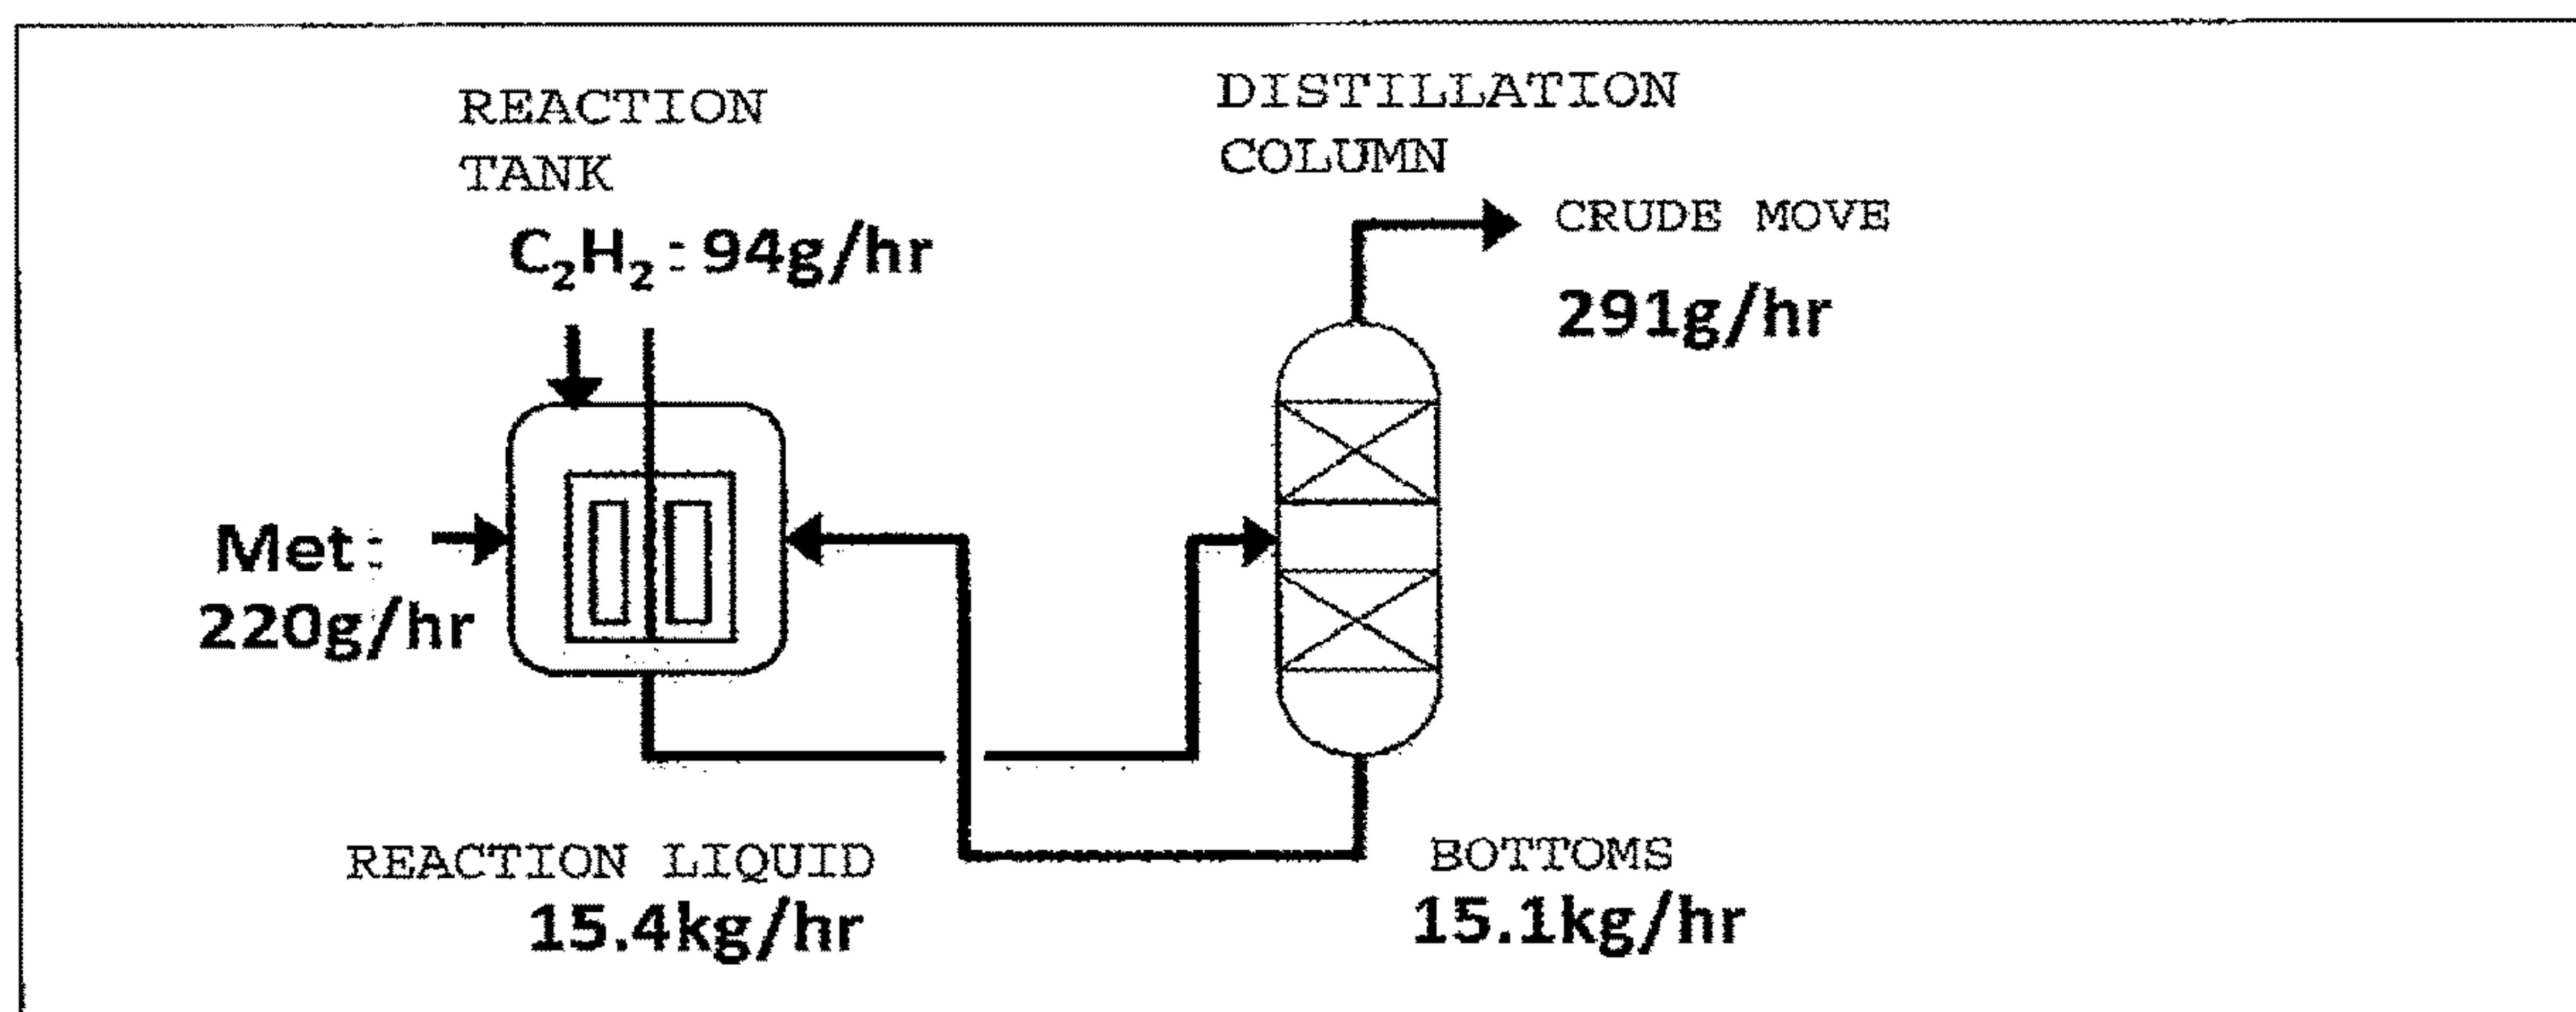 REACTION
TANK
C₂H₂: 94g/hr
DISTILLATION
COLUMN
CRUDE MOVE
291g/hr
Met:
220g/hr
REACTION LIQUID
15.4kg/hr
BOTTOMS
15.1kg/hr